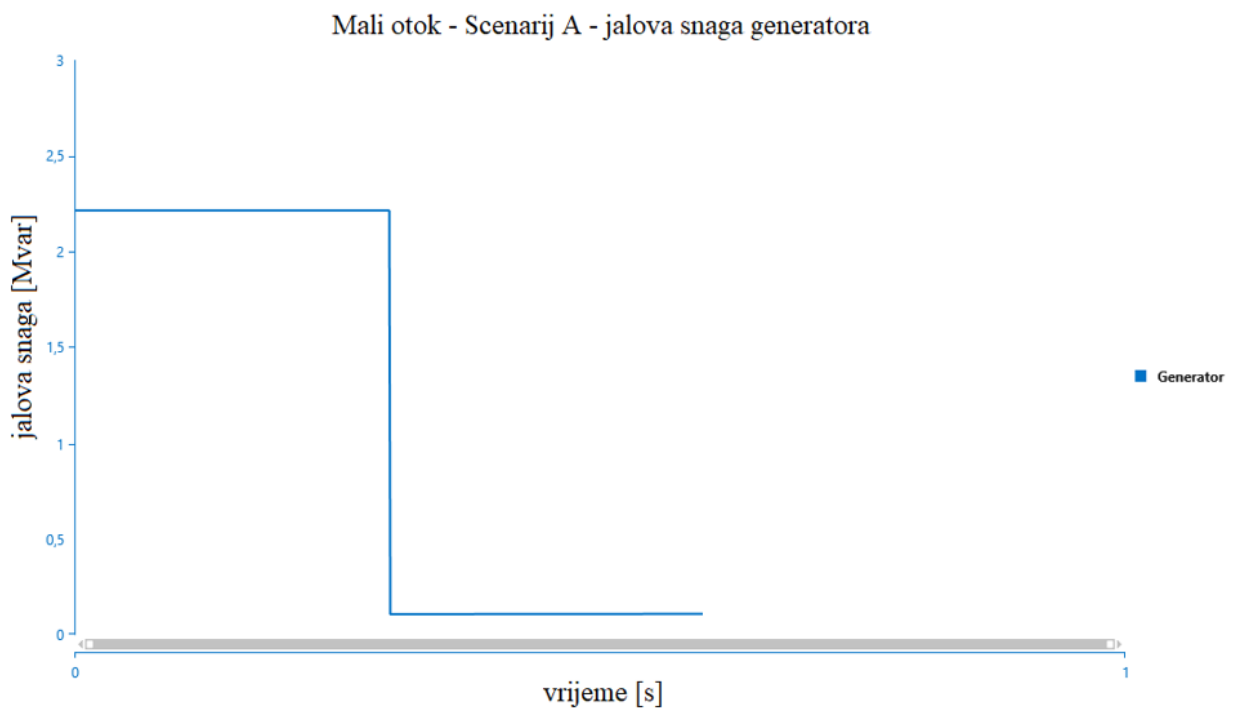 Mali otok - Scenarij A - jalova snaga generatora
3
2,5
2
1,5
1
0,5
0
jalova snaga [Mvar]
Generator
0
1
vrijeme [s]